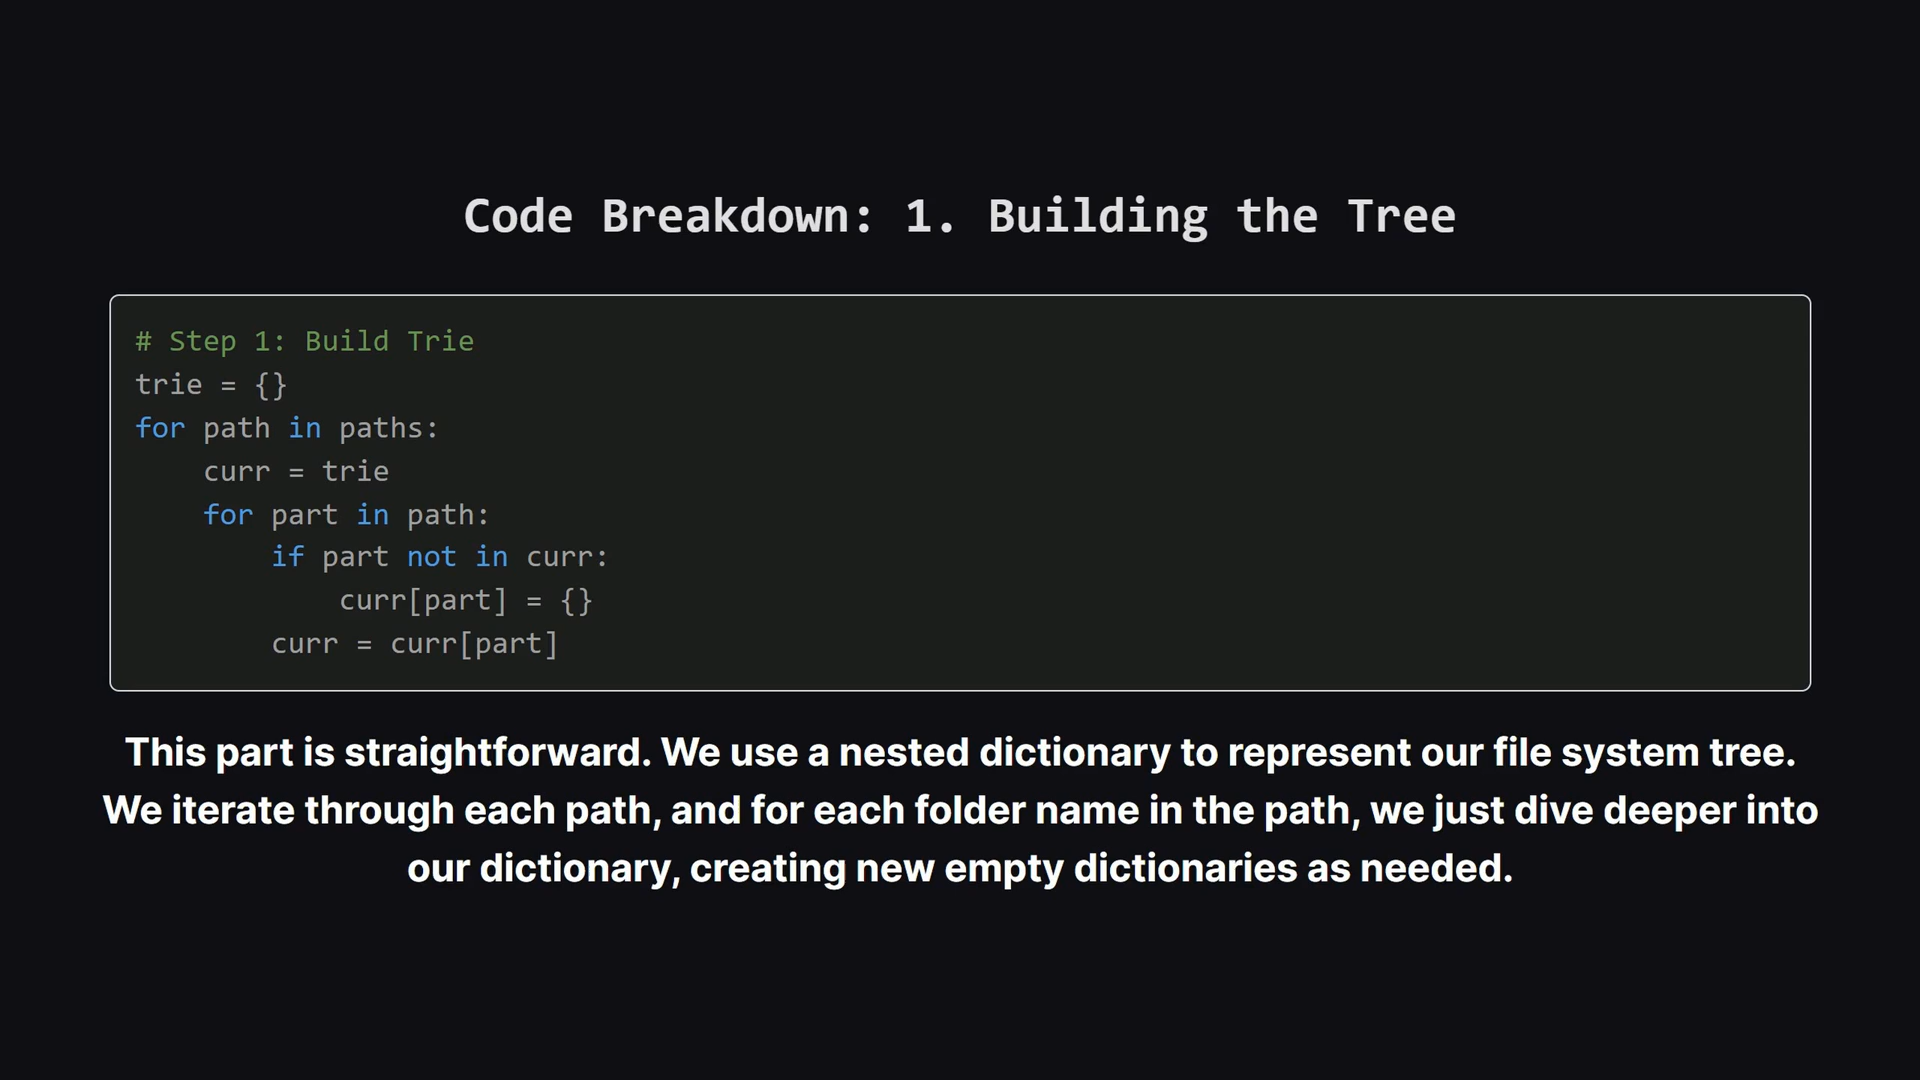 Code Breakdown: 1. Building the Tree
# Step 1: Build Trie
trie = {}
for path in paths:
    curr = trie
    for part in path:
        if part not in curr:
            curr[part] = {}
        curr = curr[part]
This part is straightforward. We use a nested dictionary to represent our file system tree.
We iterate through each path, and for each folder name in the path, we just dive deeper into
our dictionary, creating new empty dictionaries as needed.